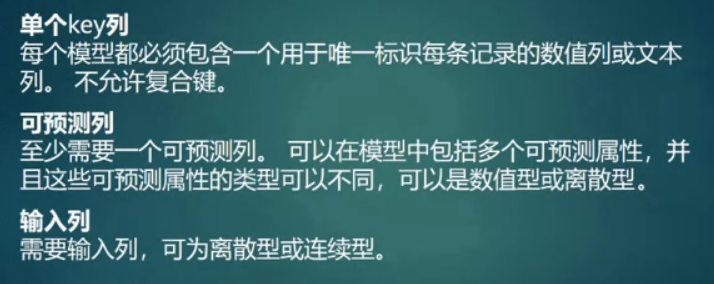 单个key列
每个模型都必须包含一个用于唯一标识每条记录的数值列或文本
列。 不允许复合键。
可预测列
至少需要一个可预测列。 可以在模型中包括多个可预测属性，并
且这些可预测属性的类型可以不同，可以是数值型或离散型。
输入列
需要输入列，可为离散型或连续型。